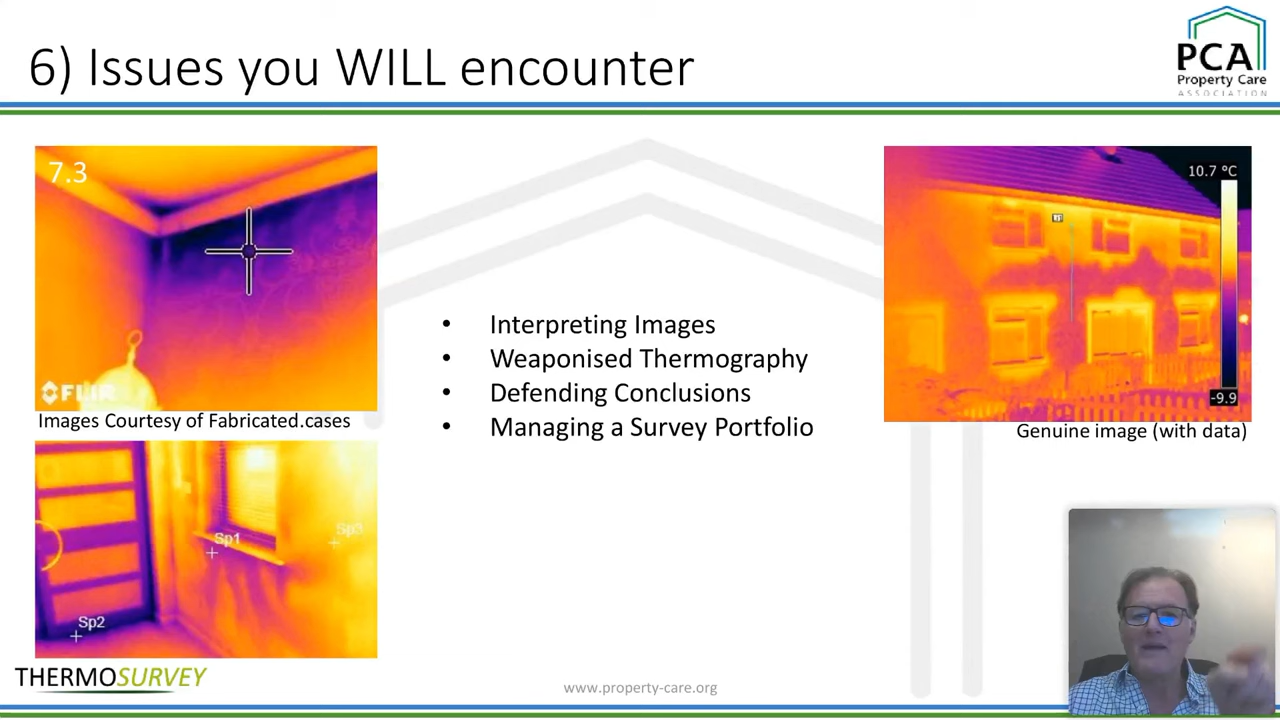 6) Issues you WILL encounter
PCA
Property Care
ASSOCIATION
7.3
FLIR
Images Courtesy of Fabricated.cases
Sp1
Sp3
Sp2
THERMOSURVEY
• Interpreting Images
• Weaponised Thermography
• Defending Conclusions
• Managing a Survey Portfolio
10.7 °C
-9.9
Genuine image (with data)
www.property-care.org